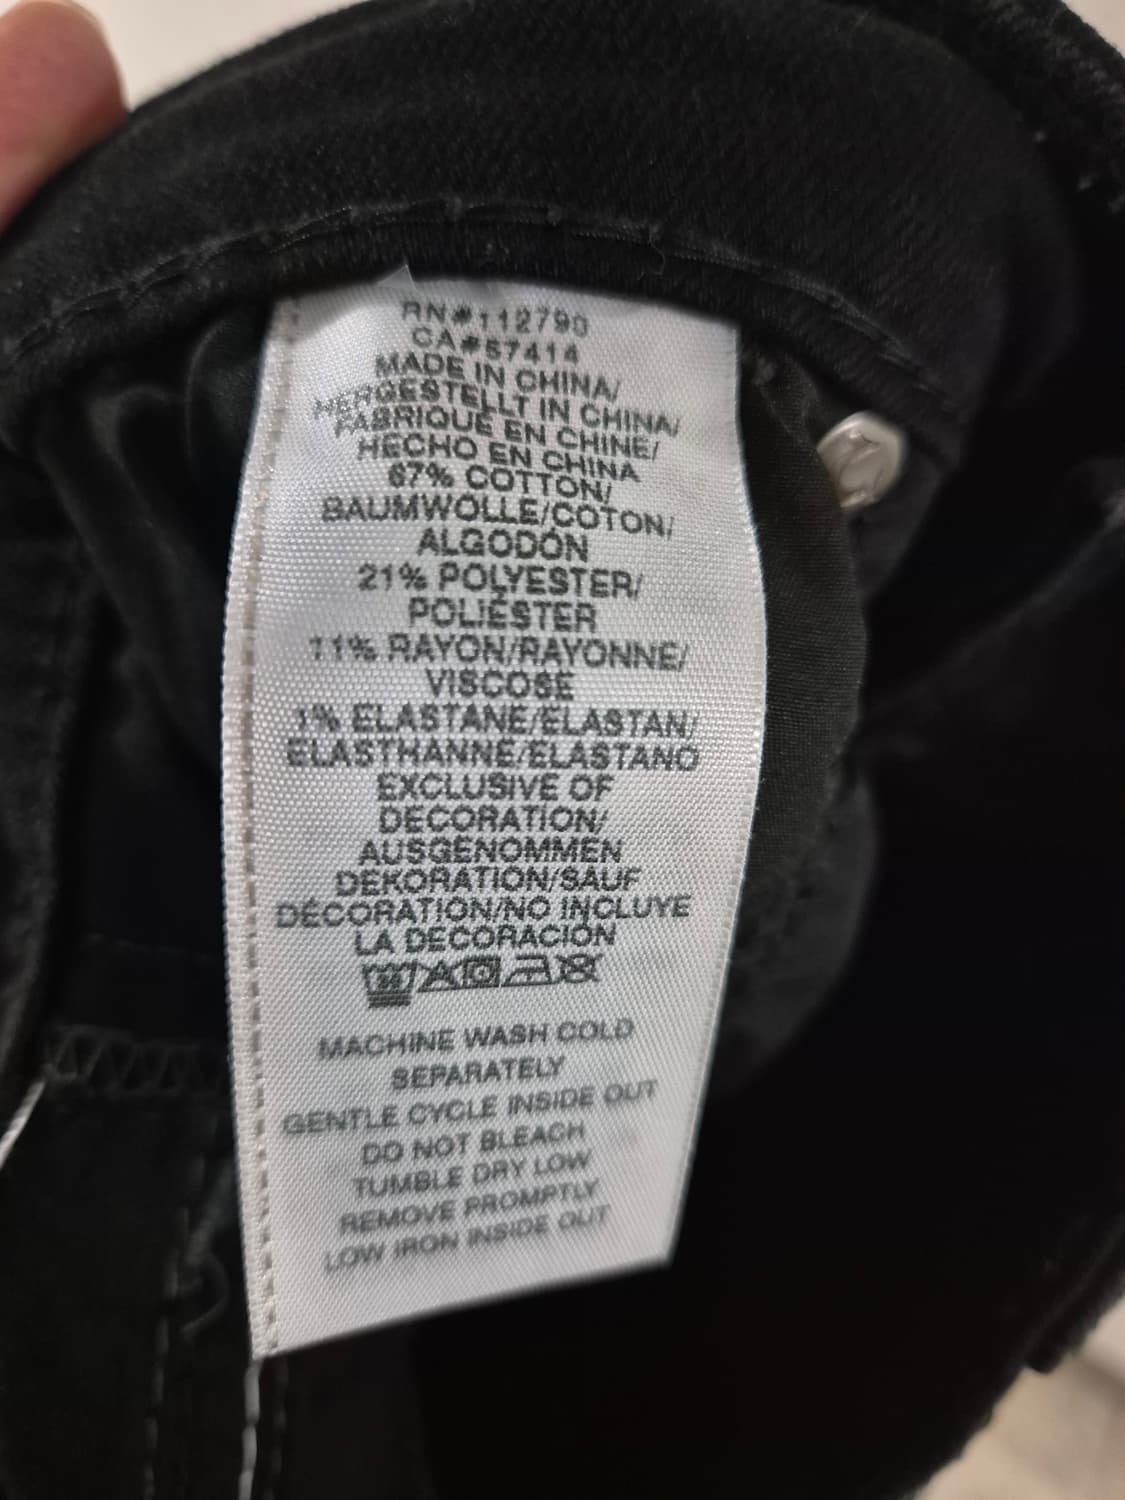 RN#112790
CA#57414
MADE IN CHINA/
HERGESTELLT IN CHINA/
FABRIQUÉ EN CHINE/
HECHO EN CHINA
67% COTTON/
BAUMWOLLE/COTON/
ALGODÓN
21% POLYESTER/
POLIÉSTER
11% RAYON/RAYONNE/
VISCOSE
1% ELASTANE/ELASTAN/
ELASTHANNE/ELASTANO
EXCLUSIVE OF
DECORATION/
AUSGENOMMEN
DEKORATION/SAUF
DÉCORATION/NO INCLUYE
LA DECORACIÓN
MACHINE WASH COLD
SEPARATELY
GENTLE CYCLE INSIDE OUT
DO NOT BLEACH
TUMBLE DRY LOW
REMOVE PROMPTLY
LOW IRON INSIDE OUT